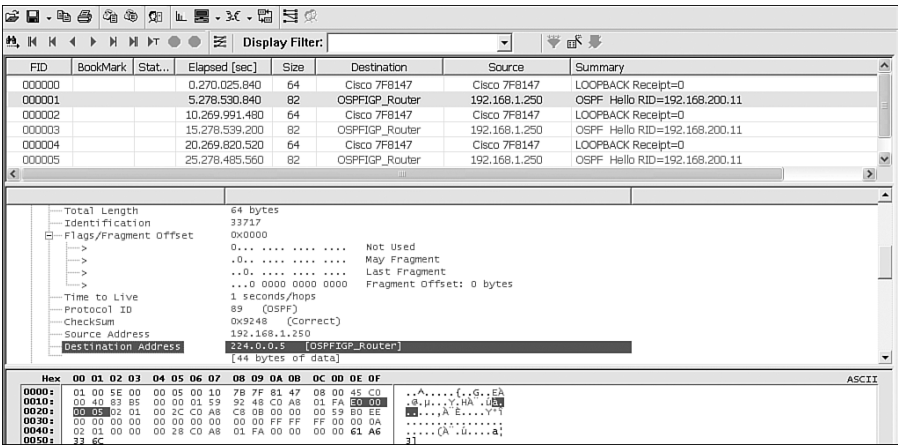 Display Filter:
FID BookMark Stat... Elapsed [sec] Size Destination Source Summary
000000 0.270.025.840 64 Cisco 7F8147 Cisco 7F8147 LOOPBACK Receipt=0
000001 5.278.530.840 82 OSPFIGP_Router 192.168.1.250 OSPF Hello RID=192.168.200.11
000002 10.269.991.480 64 Cisco 7F8147 Cisco 7F8147 LOOPBACK Receipt=0
000003 15.278.539.200 82 OSPFIGP_Router 192.168.1.250 OSPF Hello RID=192.168.200.11
000004 20.269.820.520 64 Cisco 7F8147 Cisco 7F8147 LOOPBACK Receipt=0
000005 25.278.485.560 82 OSPFIGP_Router 192.168.1.250 OSPF Hello RID=192.168.200.11
Total Length 64 bytes
Identification 33717
Flags/Fragment Offset 0x0000
> 0... .... .... .... Not Used
> .0.. .... .... .... May Fragment
> ..0. .... .... .... Last Fragment
> ...0 0000 0000 0000 Fragment Offset: 0 bytes
Time to Live 1 seconds/hops
Protocol ID 89 (OSPF)
CheckSum 0x9248 (Correct)
Source Address 192.168.1.250
Destination Address 224.0.0.5 [OSPFIGP_Router]
[44 bytes of data]
Hex 00 01 02 03 04 05 06 07 08 09 0A 0B 0C 0D 0E 0F ASCII
0000: 01 00 5E 00 00 05 00 10 7B 7F 81 47 08 00 45 C0 ..^.....{..G..EÀ
0010: 00 40 83 B5 00 00 01 59 92 48 C0 A8 01 FA E0 00 .@.µ...Y.HÀ¨.úà.
0020: 00 05 02 01 00 2C C0 A8 C8 0B 00 00 00 59 B0 EE .....,À¨È....Y°î
0030: 00 00 00 00 00 00 00 00 00 00 FF FF FF 00 00 0A
0040: 02 01 00 00 00 28 C0 A8 01 FA 00 00 00 00 61 A6 .....(À¨.ú....a¦
0050: 33 6C 3l